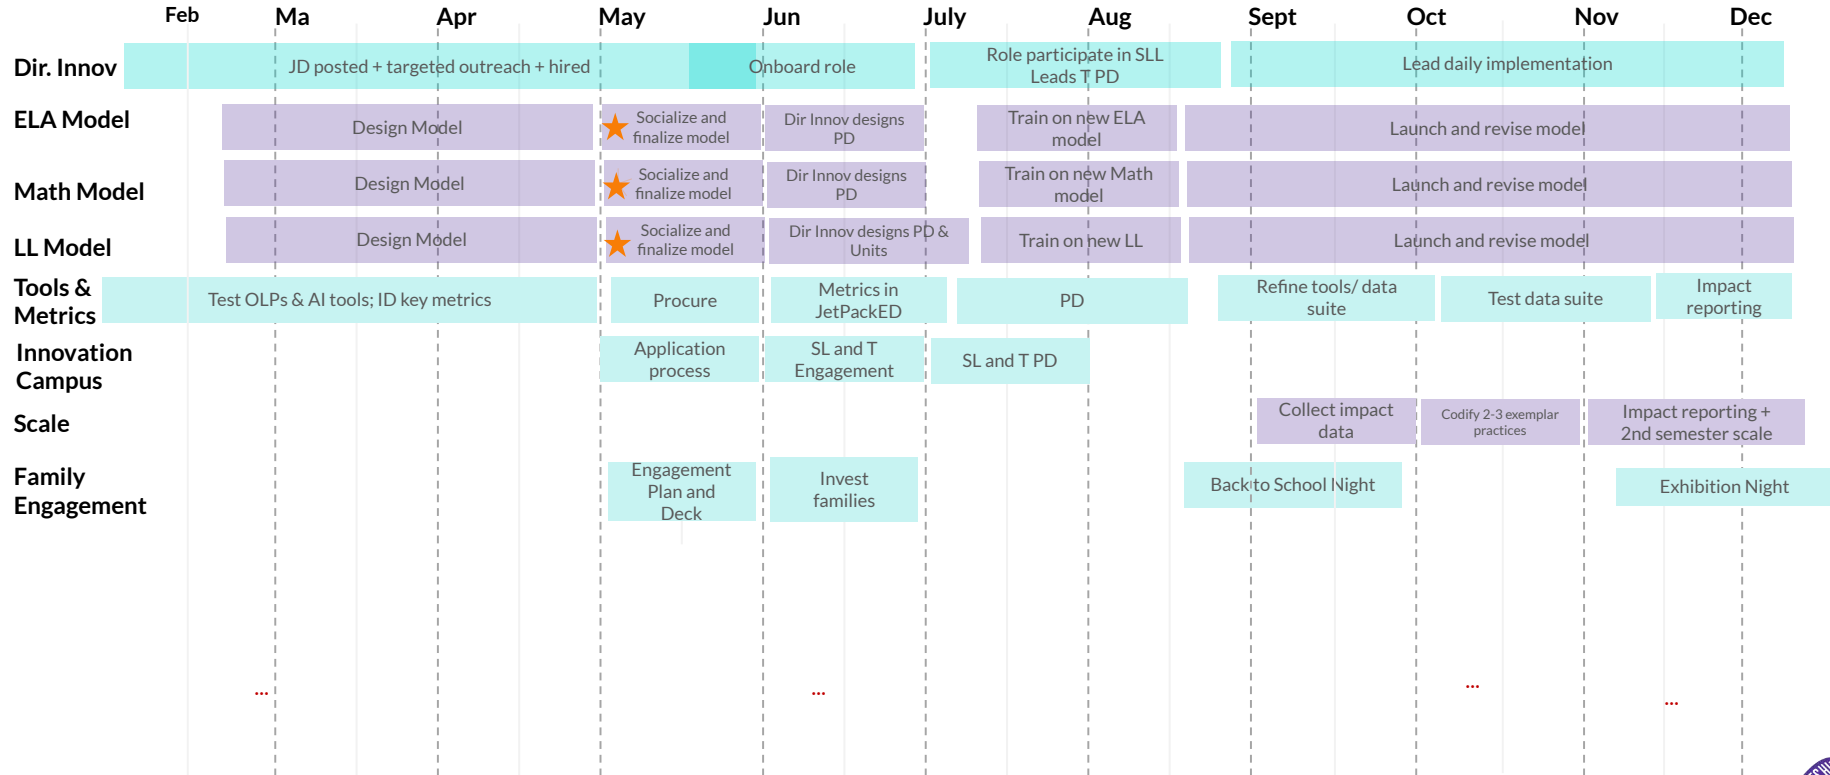 Feb Ma Apr May Jun July Aug Sept Oct Nov Dec
Dir. Innov
JD posted + targeted outreach + hired
Onboard role
Role participate in SLL
Leads T PD
Lead daily implementation
ELA Model
Design Model
Socialize and
finalize model
Dir Innov designs
PD
Train on new ELA
model
Launch and revise model
Math Model
Design Model
Socialize and
finalize model
Dir Innov designs
PD
Train on new Math
model
Launch and revise model
LL Model
Design Model
Socialize and
finalize model
Dir Innov designs PD &
Units
Train on new LL
Launch and revise model
Tools &
Metrics
Test OLPs & AI tools; ID key metrics
Procure
Metrics in
JetPackED
PD
Refine tools/ data
suite
Test data suite
Impact
reporting
Innovation
Campus
Application
process
SL and T
Engagement
SL and T PD
Scale
Collect impact
data
Codify 2-3 exemplar
practices
Impact reporting +
2nd semester scale
Family
Engagement
Engagement
Plan and
Deck
Invest
families
Back to School Night
Exhibition Night
...
...
...
...